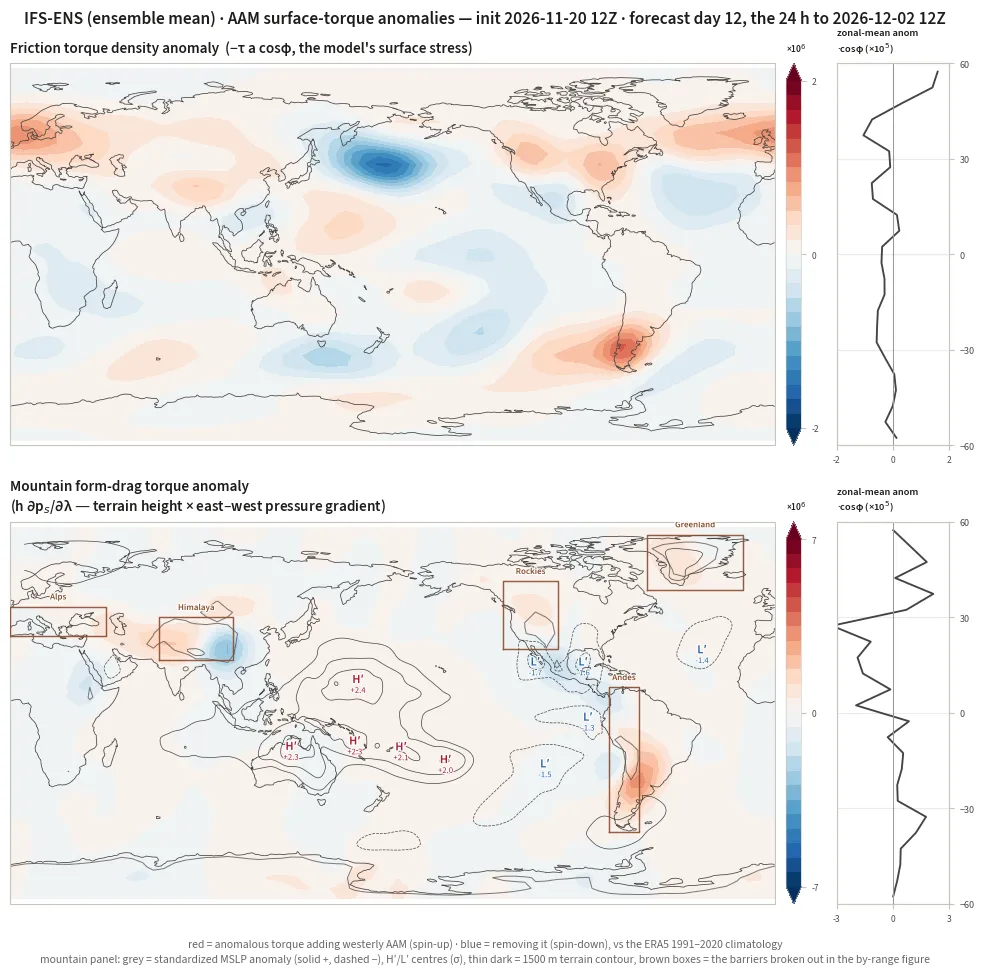 IFS-ENS (ensemble mean) · AAM surface-torque anomalies — init 2026-11-20 12Z · forecast day 12, the 24 h to 2026-12-02 12Z
Friction torque density anomaly (−τ a cosφ, the model's surface stress)
×10⁶
zonal-mean anom
·cosφ (×10⁵)
2
0
-2
60
30
0
−30
−60
-2
0
2
Mountain form-drag torque anomaly
(h ∂pₛ/∂λ — terrain height × east–west pressure gradient)
×10⁶
zonal-mean anom
·cosφ (×10⁵)
Greenland
Rockies
Alps
Himalaya
Andes
L′
-1.4
L′
-1.7
L′
H′
+2.4
L′
-1.3
H′
+2.3
H′
+2.3
H′
+2.1
H′
+2.0
L′
-1.5
7
0
-7
60
30
0
−30
−60
-3
0
3
red = anomalous torque adding westerly AAM (spin-up) · blue = removing it (spin-down), vs the ERA5 1991–2020 climatology
mountain panel: grey = standardized MSLP anomaly (solid +, dashed −), H′/L′ centres (σ), thin dark = 1500 m terrain contour, brown boxes = the barriers broken out in the by-range figure